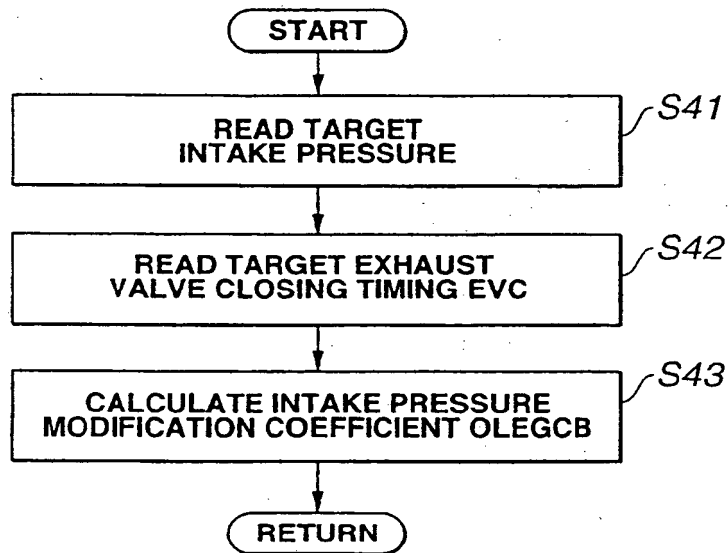 START
READ TARGET
INTAKE PRESSURE
S41
READ TARGET EXHAUST
VALVE CLOSING TIMING EVC
S42
CALCULATE INTAKE PRESSURE
MODIFICATION COEFFICIENT OLEGCB
S43
RETURN